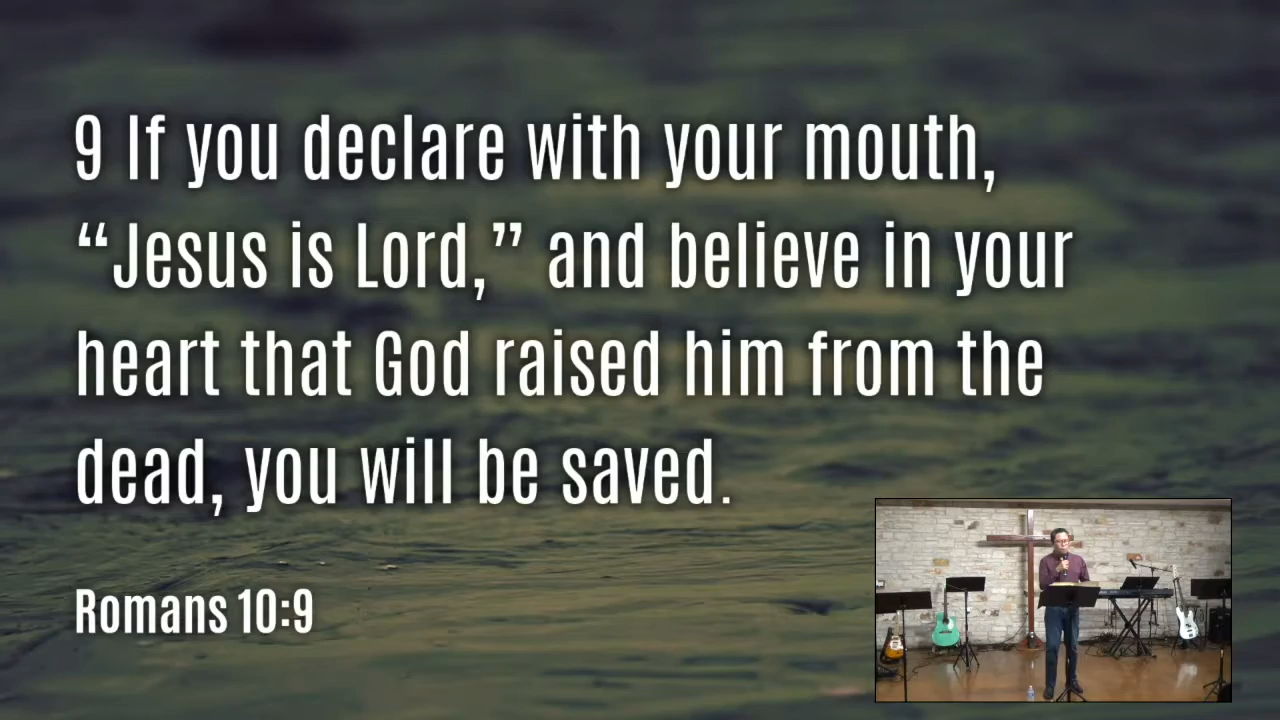 9 If you declare with your mouth,
“Jesus is Lord,” and believe in your
heart that God raised him from the
dead, you will be saved.
Romans 10:9